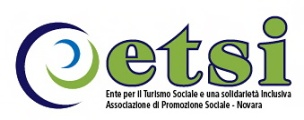 etsi
Ente per il Turismo Sociale e una solidarietà Inclusiva
Associazione di Promozione Sociale - Novara